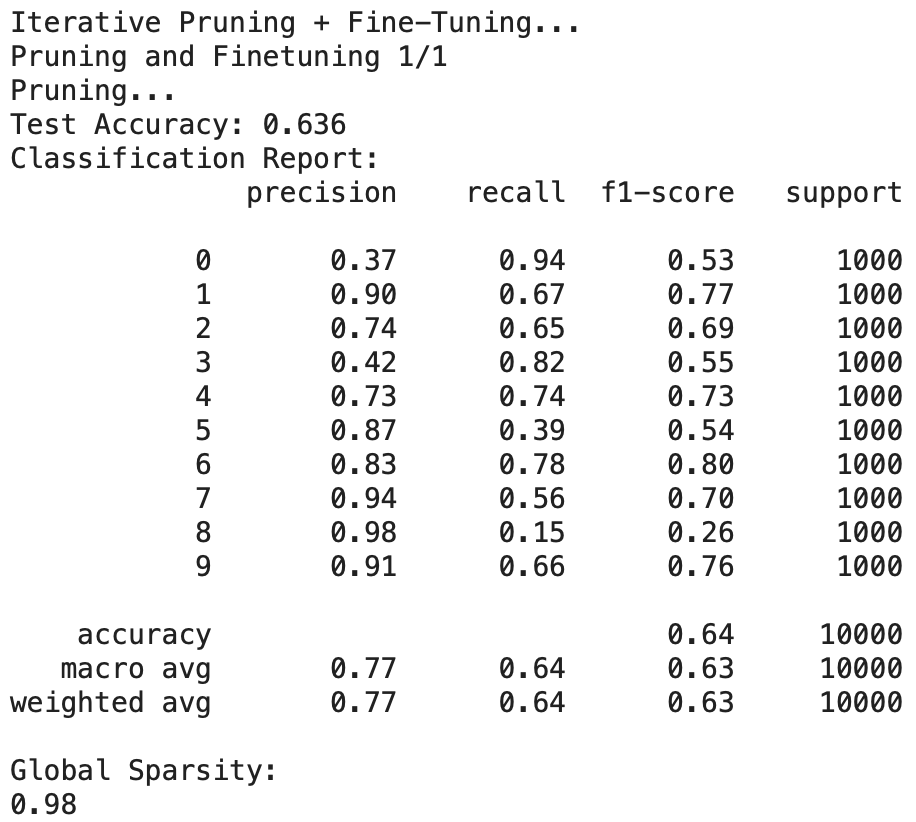 Iterative Pruning + Fine-Tuning...
Pruning and Finetuning 1/1
Pruning...
Test Accuracy: 0.636
Classification Report:
              precision    recall  f1-score   support

           0       0.37      0.94      0.53      1000
           1       0.90      0.67      0.77      1000
           2       0.74      0.65      0.69      1000
           3       0.42      0.82      0.55      1000
           4       0.73      0.74      0.73      1000
           5       0.87      0.39      0.54      1000
           6       0.83      0.78      0.80      1000
           7       0.94      0.56      0.70      1000
           8       0.98      0.15      0.26      1000
           9       0.91      0.66      0.76      1000

    accuracy                           0.64     10000
   macro avg       0.77      0.64      0.63     10000
weighted avg       0.77      0.64      0.63     10000

Global Sparsity:
0.98